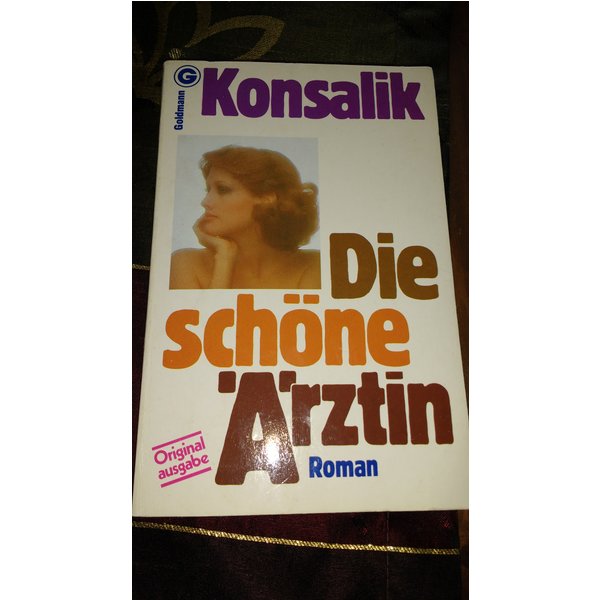 G
Goldmann
Konsalik
Die
schöne
Ärztin
Original
ausgabe
Roman